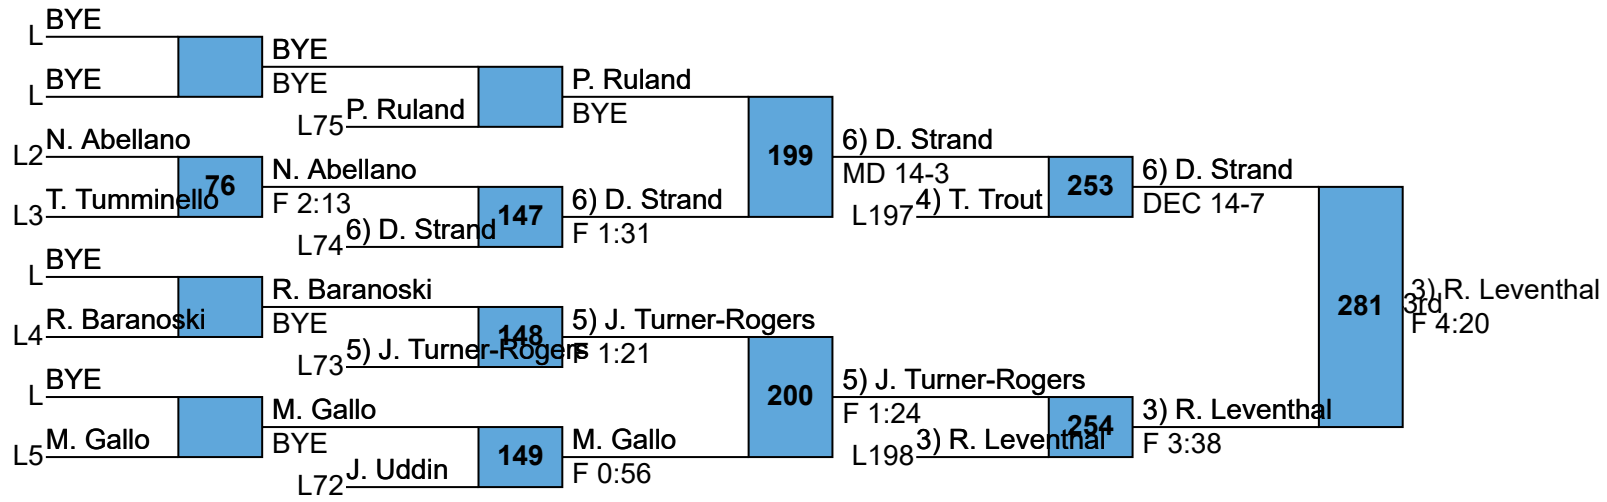 BYE
L
BYE
L
BYE
BYE
P. Ruland
L75
P. Ruland
BYE
N. Abellano
L2
T. Tumminello
L3
76
N. Abellano
F 2:13
6) D. Strand
L74
147
6) D. Strand
F 1:31
199
6) D. Strand
MD 14-3
4) T. Trout
L197
253
6) D. Strand
DEC 14-7
BYE
L
R. Baranoski
L4
R. Baranoski
BYE
5) J. Turner-Rogers
L73
148
5) J. Turner-Rogers
F 1:21
BYE
L
M. Gallo
L5
M. Gallo
BYE
J. Uddin
L72
149
M. Gallo
F 0:56
200
5) J. Turner-Rogers
F 1:24
3) R. Leventhal
L198
254
3) R. Leventhal
F 3:38
281
3) R. Leventhal
3rd
F 4:20